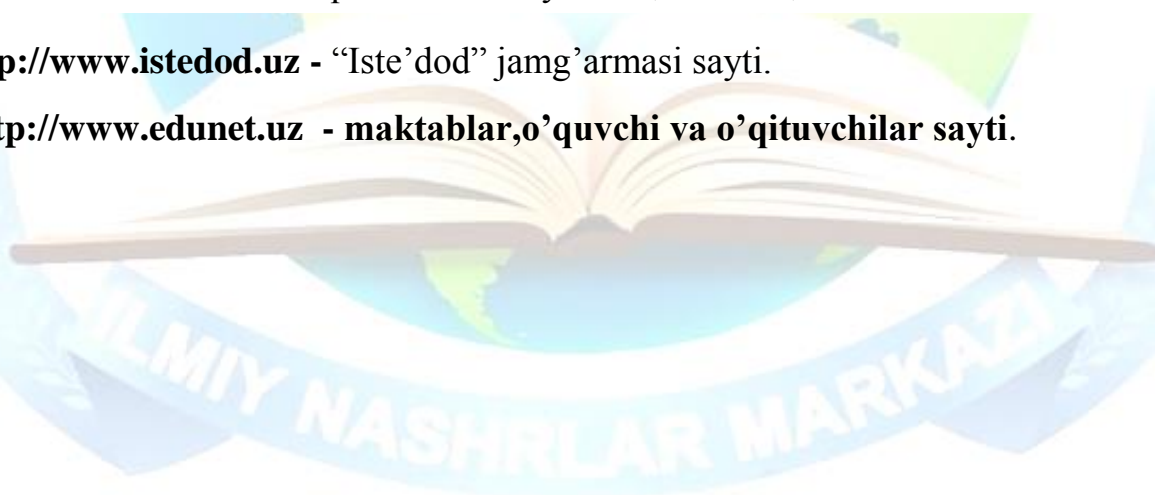 p://www.istedod.uz - “Iste’dod” jamg’armasi sayti.
tp://www.edunet.uz - maktablar,o’quvchi va o’qituvchilar sayti.
ILMIY NASHRLAR MARKAZI